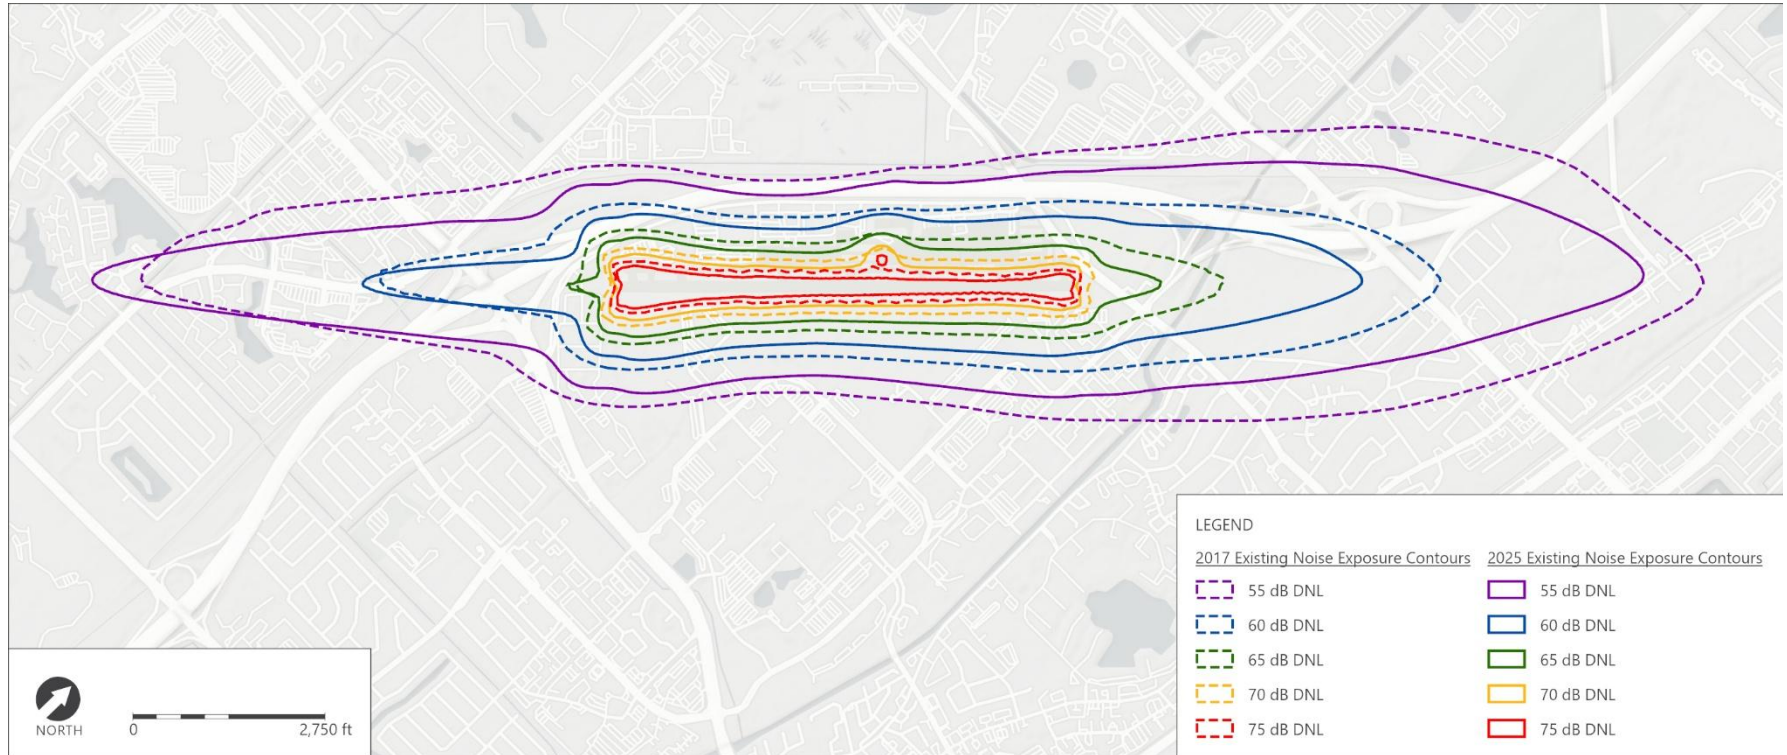 LEGEND
2017 Existing Noise Exposure Contours 2025 Existing Noise Exposure Contours
55 dB DNL 55 dB DNL
60 dB DNL 60 dB DNL
65 dB DNL 65 dB DNL
70 dB DNL 70 dB DNL
75 dB DNL 75 dB DNL
NORTH 0 2,750 ft